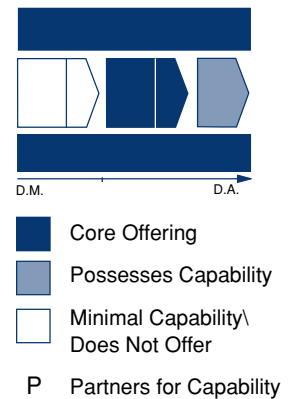 D.M. D.A.
Core Offering
Possesses Capability
Minimal Capability\
Does Not Offer
P Partners for Capability